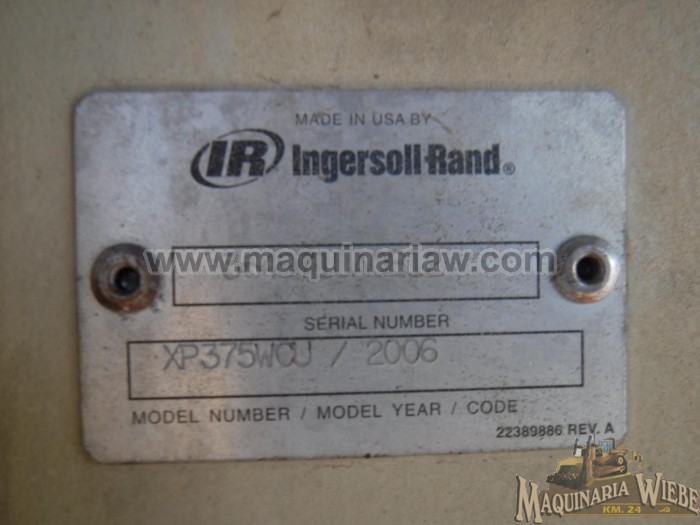 MADE IN USA BY
IR Ingersoll-Rand®
www.maquinariaw.com
SERIAL NUMBER
XP375WCU / 2006
MODEL NUMBER / MODEL YEAR / CODE
22389886 REV. A
MAQUINARIA WIEBE
KM. 24